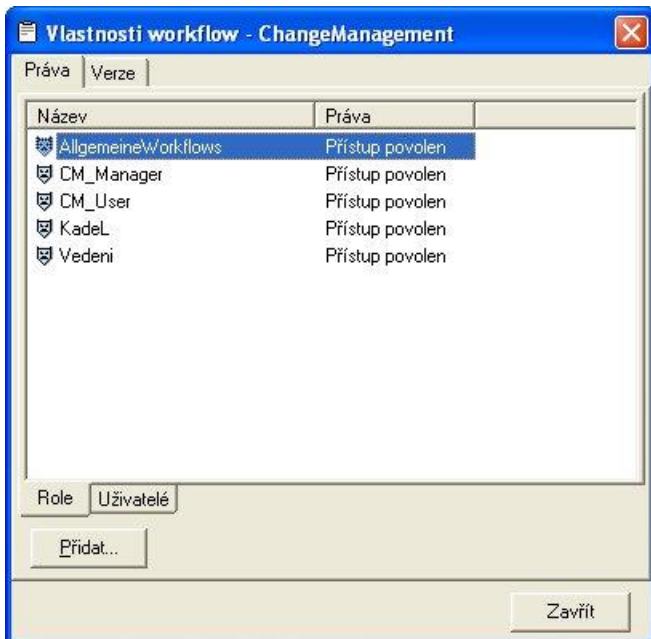 Vlastnosti workflow - ChangeManagement
Práva Verze
Název Práva
AllgemeineWorkflows Přístup povolen
CM_Manager Přístup povolen
CM_User Přístup povolen
KadeL Přístup povolen
Vedeni Přístup povolen
Role Uživatelé
Přidat...
Zavřít